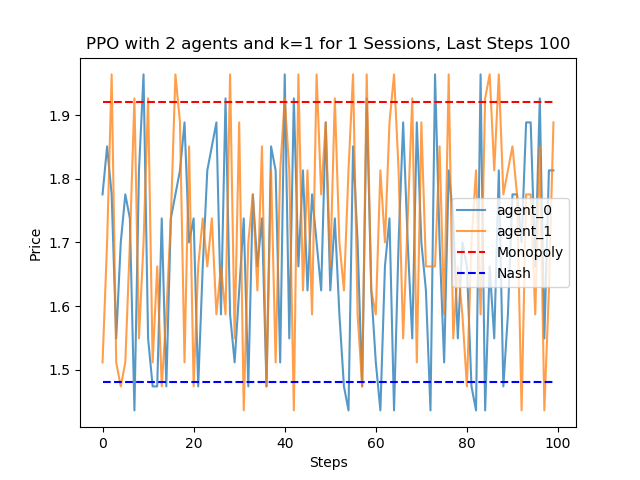 PPO with 2 agents and k=1 for 1 Sessions, Last Steps 100
Price
1.9
1.8
1.7
1.6
1.5
agent_0
agent_1
Monopoly
Nash
0 20 40 60 80 100
Steps